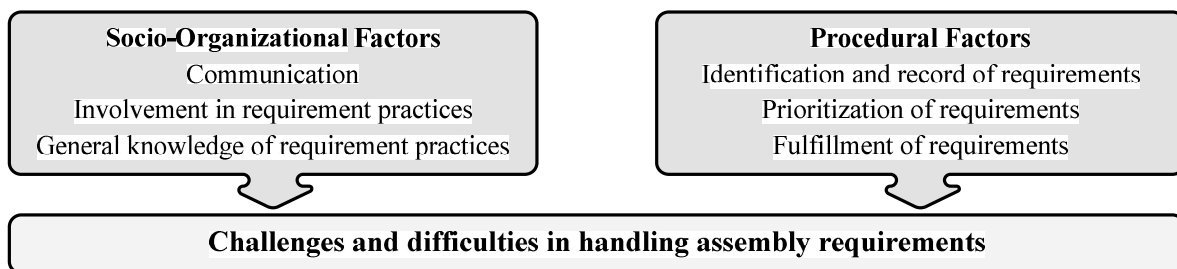 Socio-Organizational Factors
Communication
Involvement in requirement practices
General knowledge of requirement practices
Procedural Factors
Identification and record of requirements
Prioritization of requirements
Fulfillment of requirements
Challenges and difficulties in handling assembly requirements